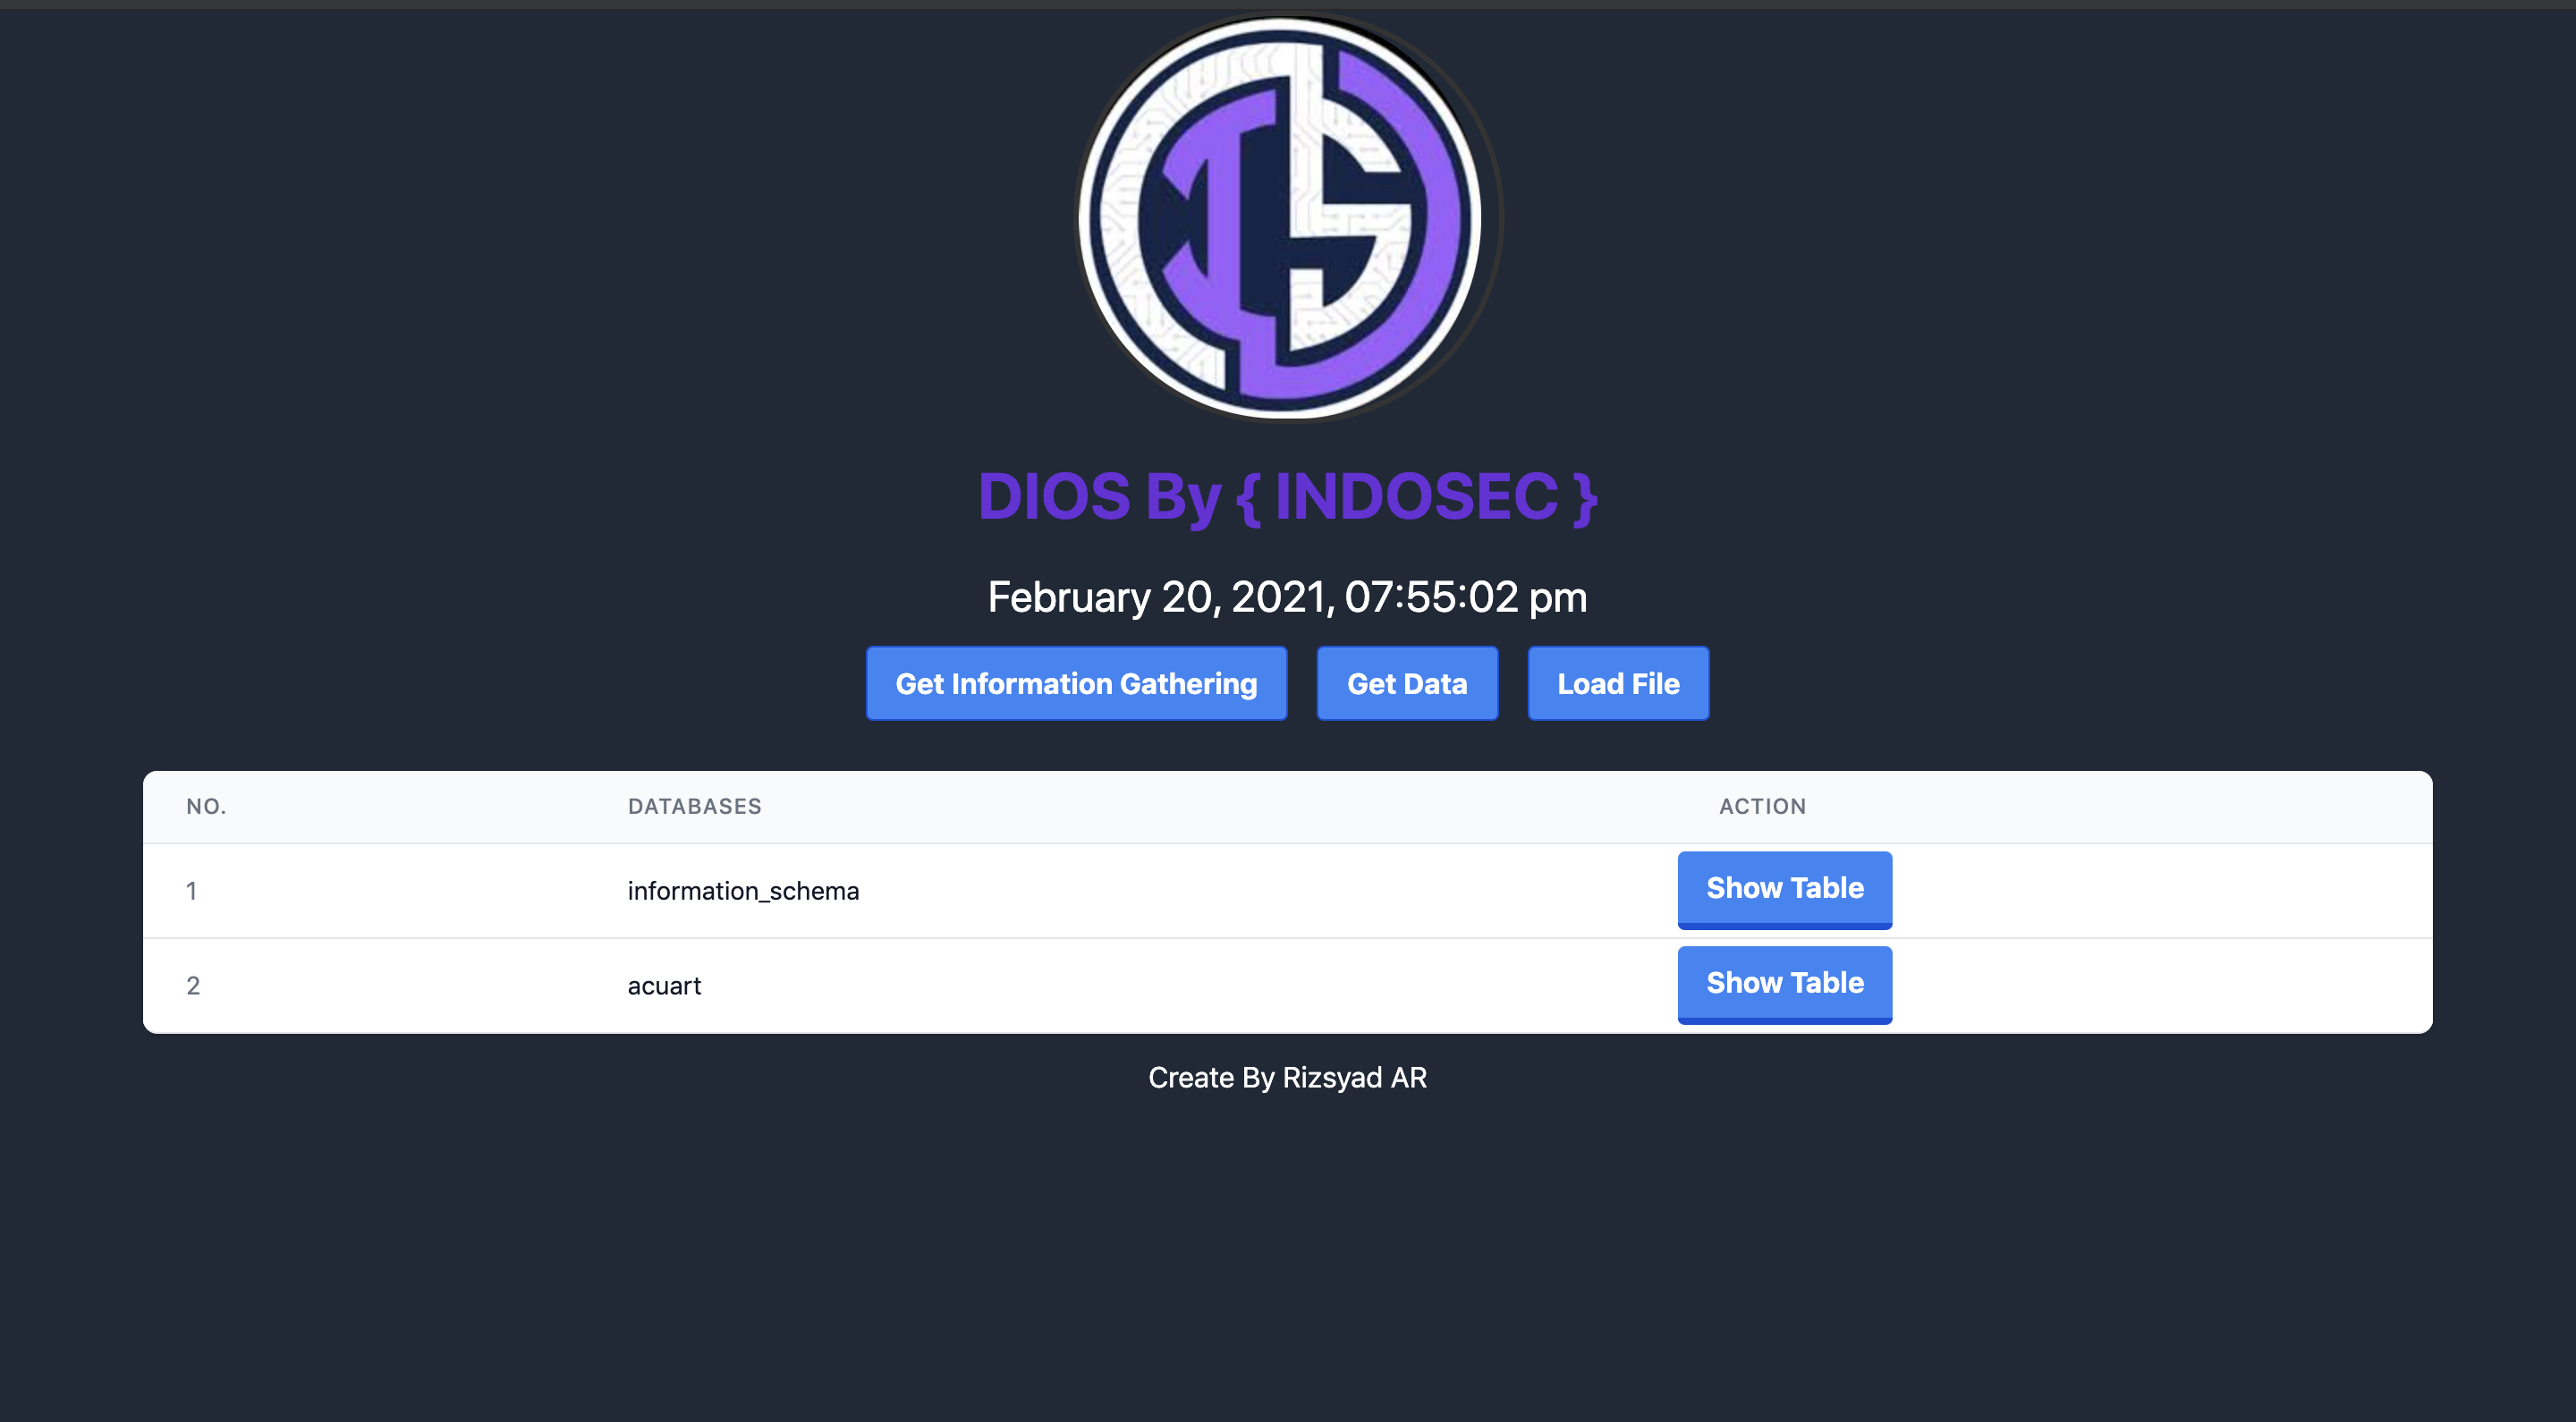 DIOS By { INDOSEC }
February 20, 2021, 07:55:02 pm
Get Information Gathering Get Data Load File
NO. DATABASES ACTION
1 information_schema Show Table
2 acuart Show Table
Create By Rizsyad AR